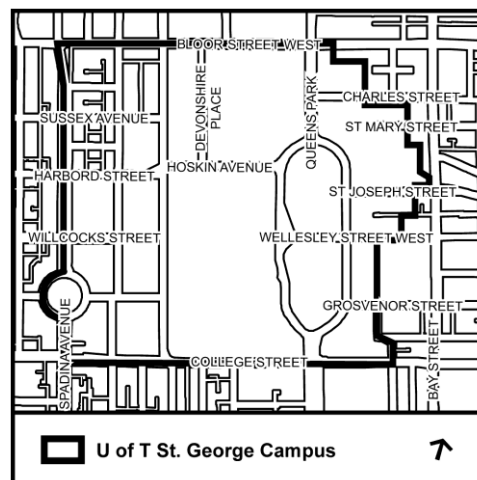 BLOOR STREET WEST
DEVONSHIRE
PLACE
QUEENS PARK
CHARLES STREET
SUSSEX AVENUE
ST MARY STREET
HOSKIN AVENUE
HARBORD STREET
ST JOSEPH STREET
WILLCOCKS STREET
WELLESLEY STREET WEST
SPADINA AVENUE
GROSVENOR STREET
BAY STREET
COLLEGE STREET
U of T St. George Campus